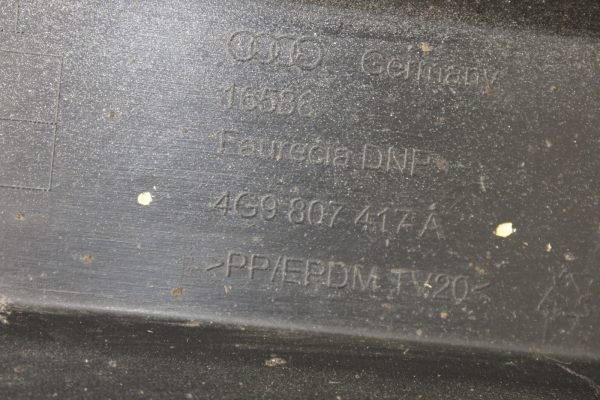 Germany
16586
Faurecia DNP
4G9 807 417 A
>PP/EPDM TV20<